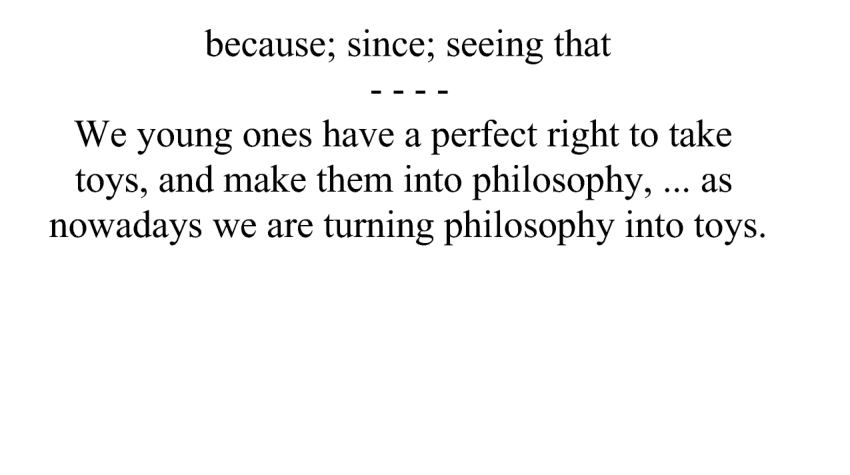 because; since; seeing that
- - - -
We young ones have a perfect right to take
toys, and make them into philosophy, ... as
nowadays we are turning philosophy into toys.